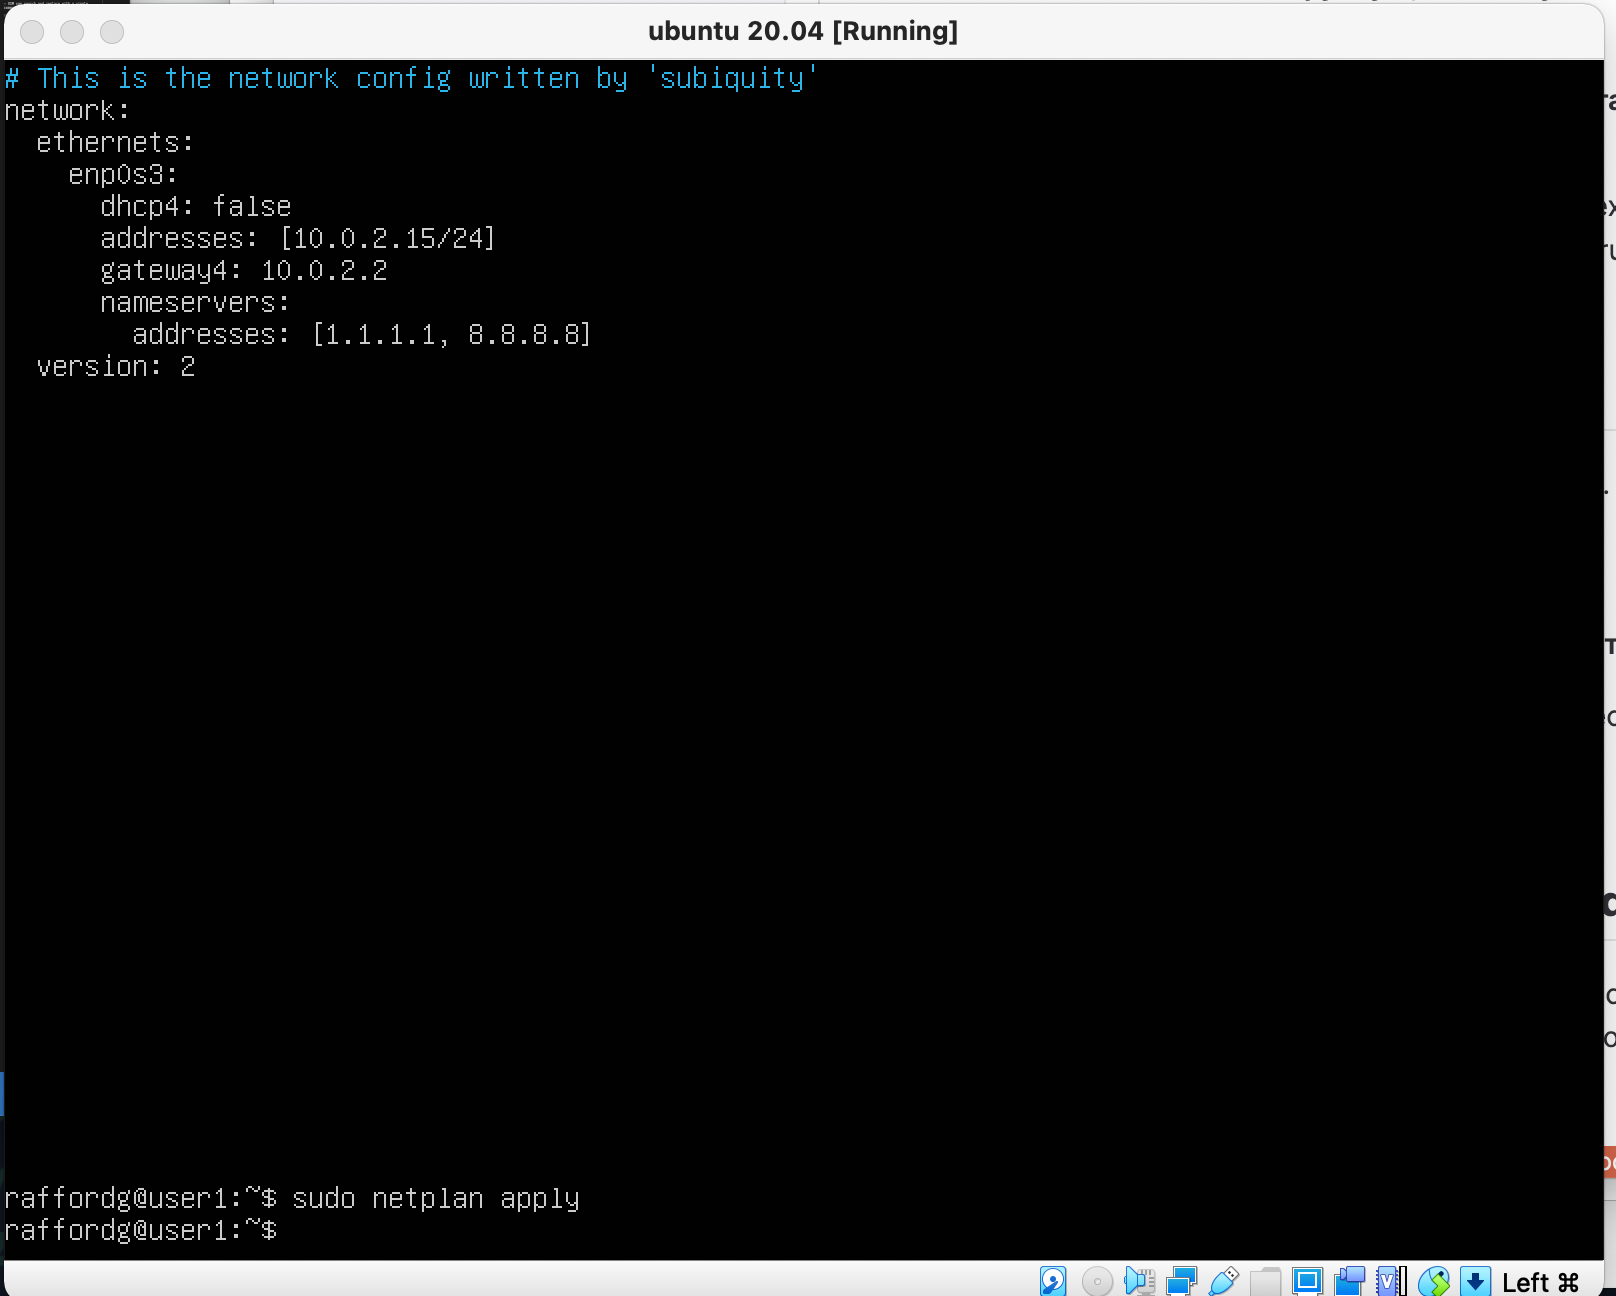 ubuntu 20.04 [Running]
# This is the network config written by 'subiquity'
network:
  ethernets:
    enp0s3:
      dhcp4: false
      addresses: [10.0.2.15/24]
      gateway4: 10.0.2.2
      nameservers:
        addresses: [1.1.1.1, 8.8.8.8]
  version: 2
raffordg@user1:~$ sudo netplan apply
raffordg@user1:~$
Left ⌘